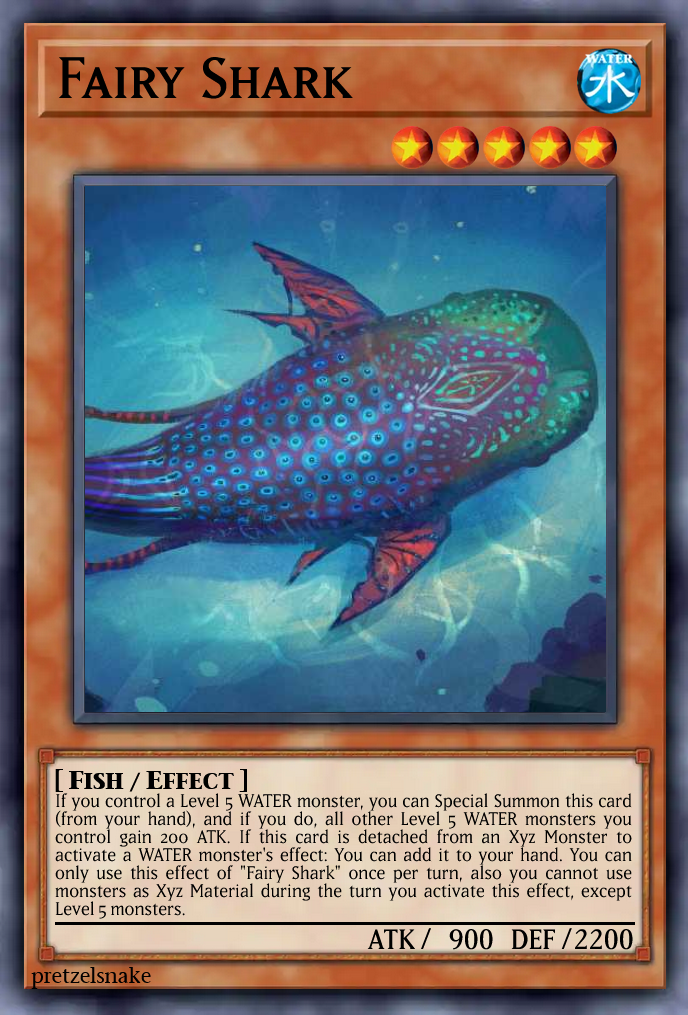 Fairy Shark
WATER
水
[ Fish / Effect ]
If you control a Level 5 WATER monster, you can Special Summon this card
(from your hand), and if you do, all other Level 5 WATER monsters you
control gain 200 ATK. If this card is detached from an Xyz Monster to
activate a WATER monster's effect: You can add it to your hand. You can
only use this effect of "Fairy Shark" once per turn, also you cannot use
monsters as Xyz Material during the turn you activate this effect, except
Level 5 monsters.
ATK / 900 DEF /2200
pretzelsnake